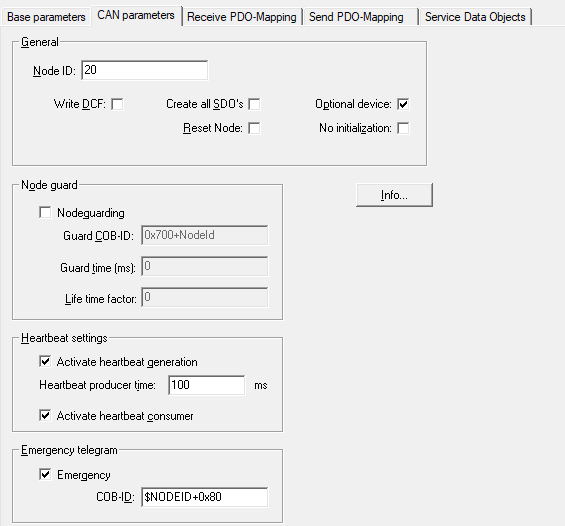 Base parameters CAN parameters Receive PDO-Mapping Send PDO-Mapping Service Data Objects
General
Node ID: 20
Write DCF: Create all SDO's Optional device:
Reset Node: No initialization:
Node guard
Info...
Nodeguarding
Guard COB-ID: 0x700+NodeId
Guard time (ms): 0
Life time factor: 0
Heartbeat settings
Activate heartbeat generation
Heartbeat producer time: 100 ms
Activate heartbeat consumer
Emergency telegram
Emergency
COB-ID: $NODEID+0x80